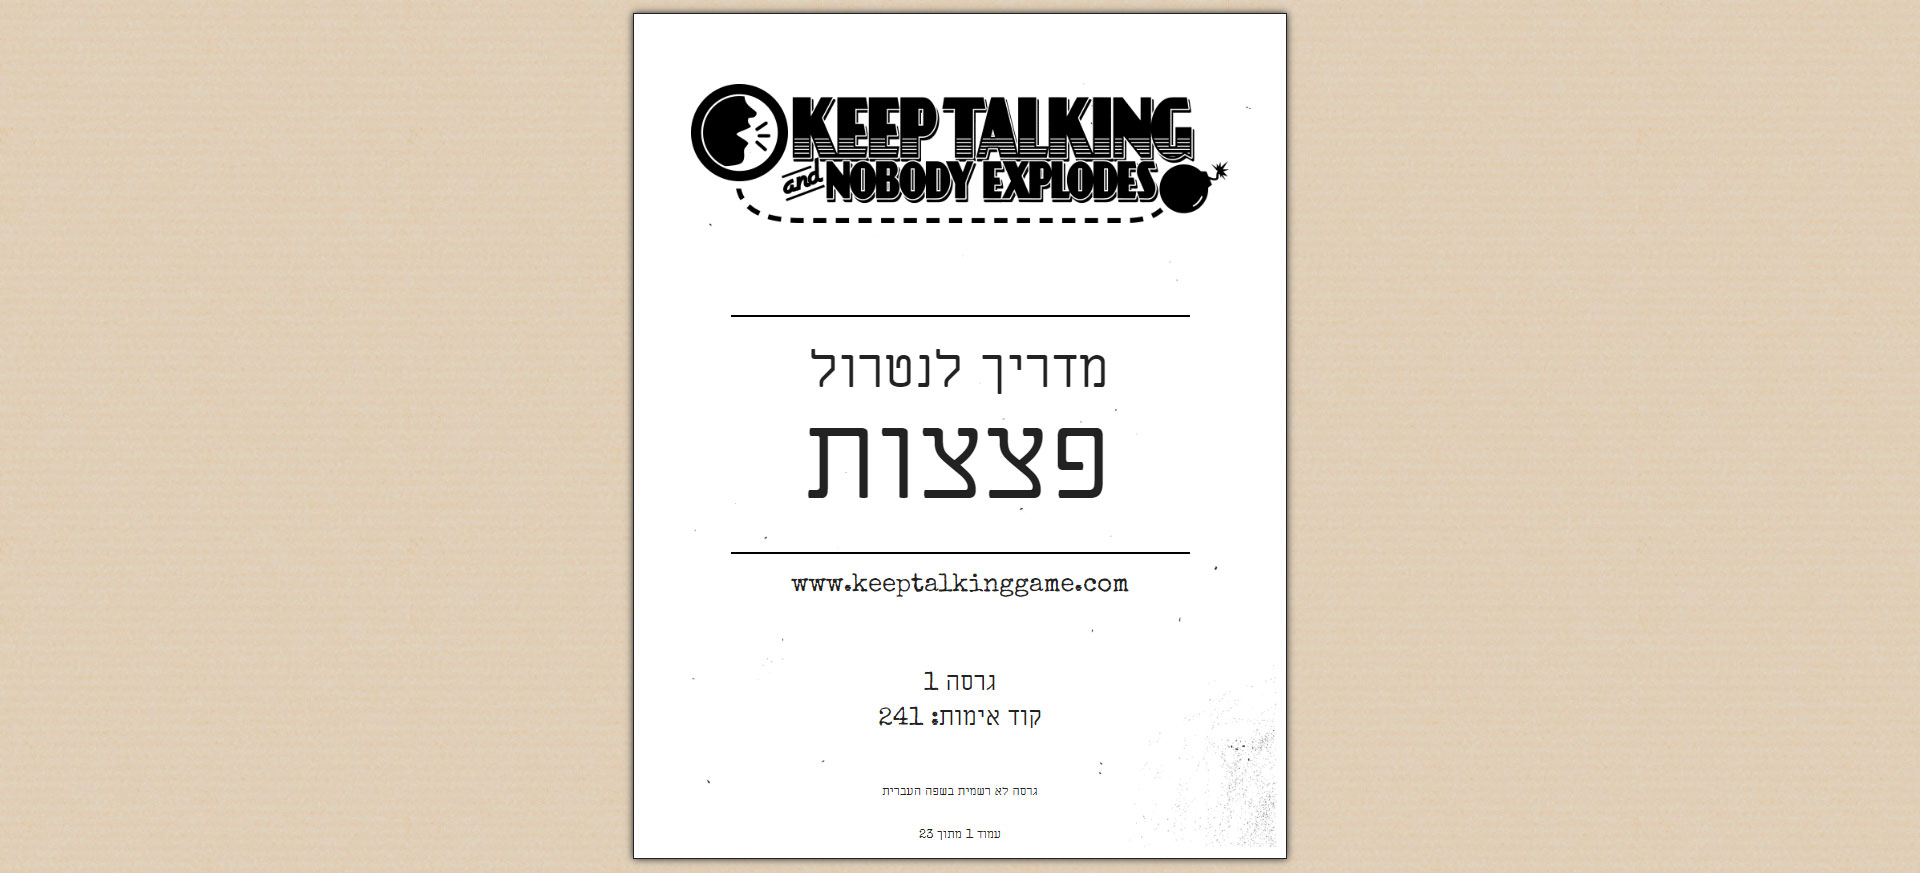 KEEP TALKING
and NOBODY EXPLODES
מדריך לנטרול
פצצות
www.keeptalkinggame.com
גרסה 1
קוד אימות: 241
גרסה לא רשמית בשפה העברית
עמוד 1 מתוך 23